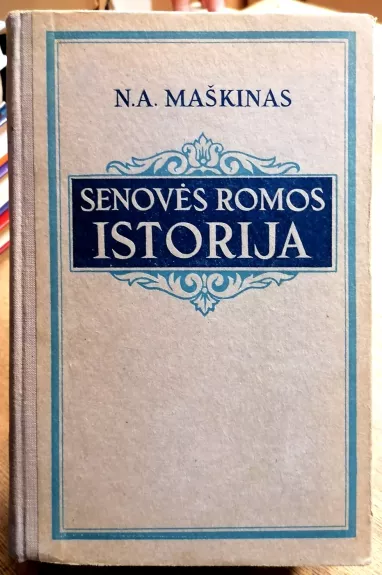 N.A. MAŠKINAS
SENOVĖS ROMOS
ISTORIJA